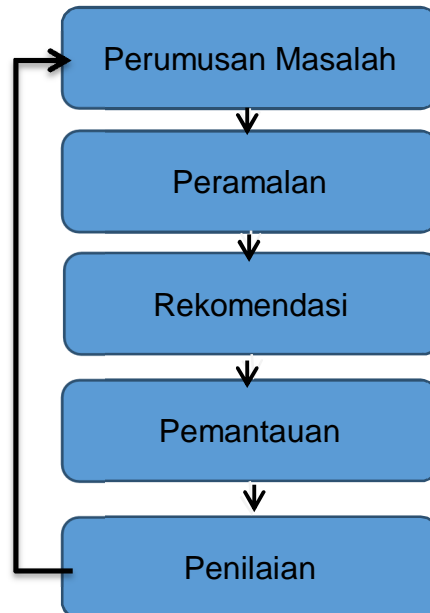 Perumusan Masalah
Peramalan
Rekomendasi
Pemantauan
Penilaian